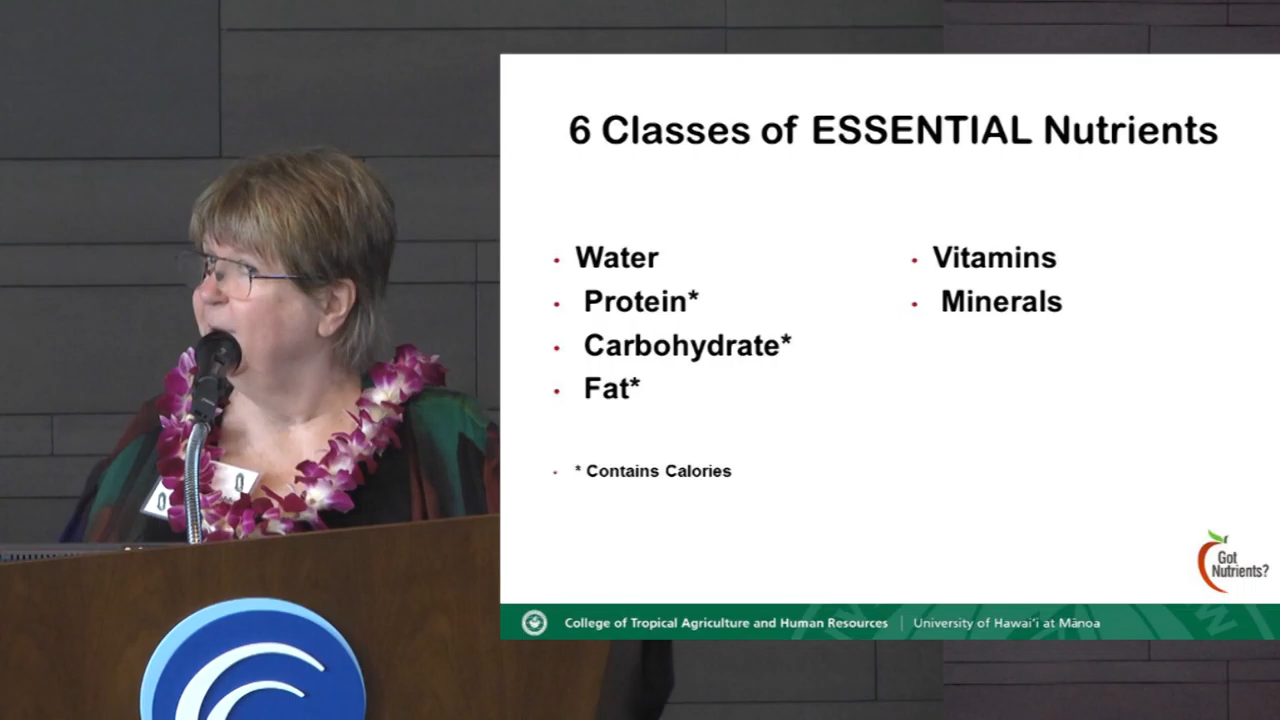 6 Classes of ESSENTIAL Nutrients
• Water
• Protein*
• Carbohydrate*
• Fat*
• Vitamins
• Minerals
• * Contains Calories
Got
Nutrients?
College of Tropical Agriculture and Human Resources | University of Hawaiʻi at Mānoa